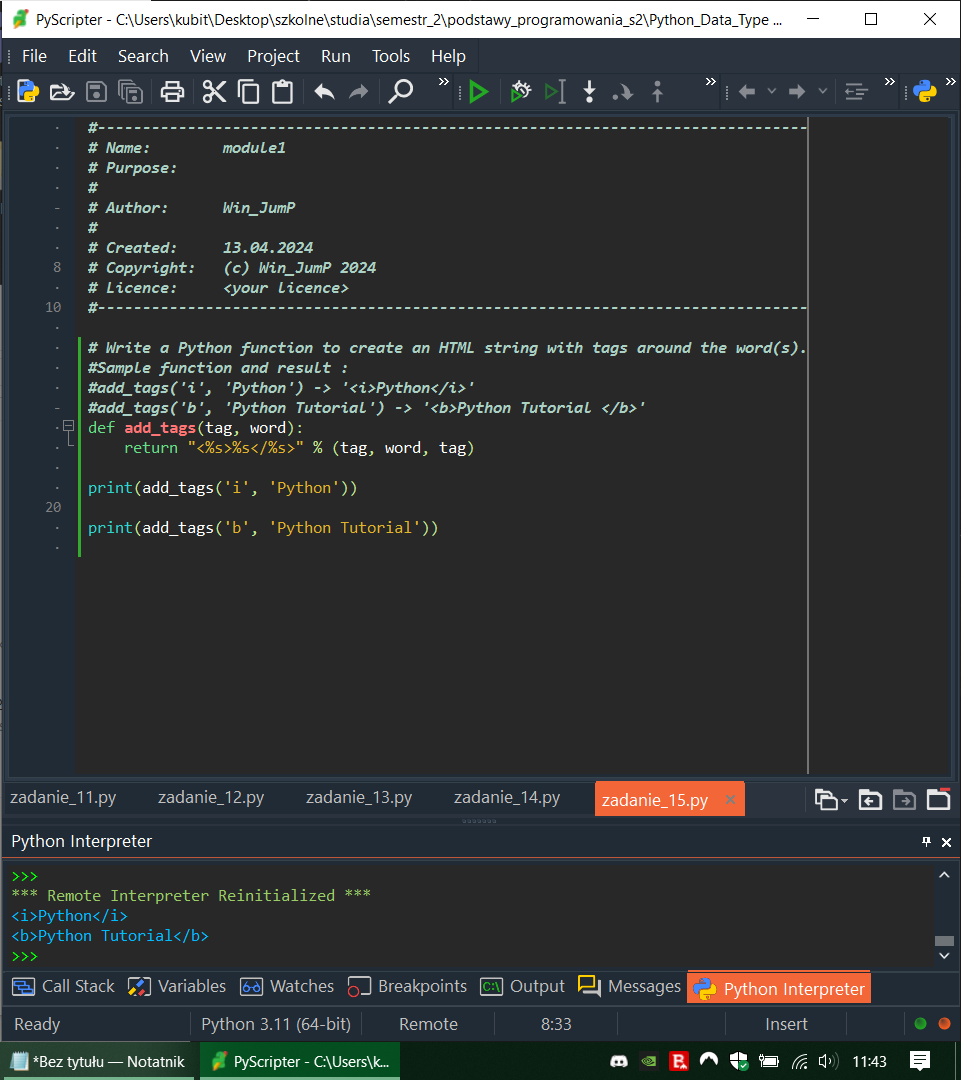 PyScripter - C:\Users\kubit\Desktop\szkolne\studia\semestr_2\podstawy_programowania_s2\Python_Data_Type ...
File Edit Search View Project Run Tools Help
#------------------------------------------------------------------------------
# Name:        module1
# Purpose:
#
# Author:      Win_JumP
#
# Created:     13.04.2024
8 # Copyright:   (c) Win_JumP 2024
# Licence:     <your licence>
10 #------------------------------------------------------------------------------
# Write a Python function to create an HTML string with tags around the word(s).
#Sample function and result :
#add_tags('i', 'Python') -> '<i>Python</i>'
#add_tags('b', 'Python Tutorial') -> '<b>Python Tutorial </b>'
def add_tags(tag, word):
    return "<%s>%s</%s>" % (tag, word, tag)
print(add_tags('i', 'Python'))
20
print(add_tags('b', 'Python Tutorial'))
zadanie_11.py zadanie_12.py zadanie_13.py zadanie_14.py zadanie_15.py
Python Interpreter
>>>
*** Remote Interpreter Reinitialized ***
<i>Python</i>
<b>Python Tutorial</b>
>>>
Call Stack Variables Watches Breakpoints Output Messages Python Interpreter
Ready Python 3.11 (64-bit) Remote 8:33 Insert
*Bez tytułu — Notatnik PyScripter - C:\Users\k... 11:43